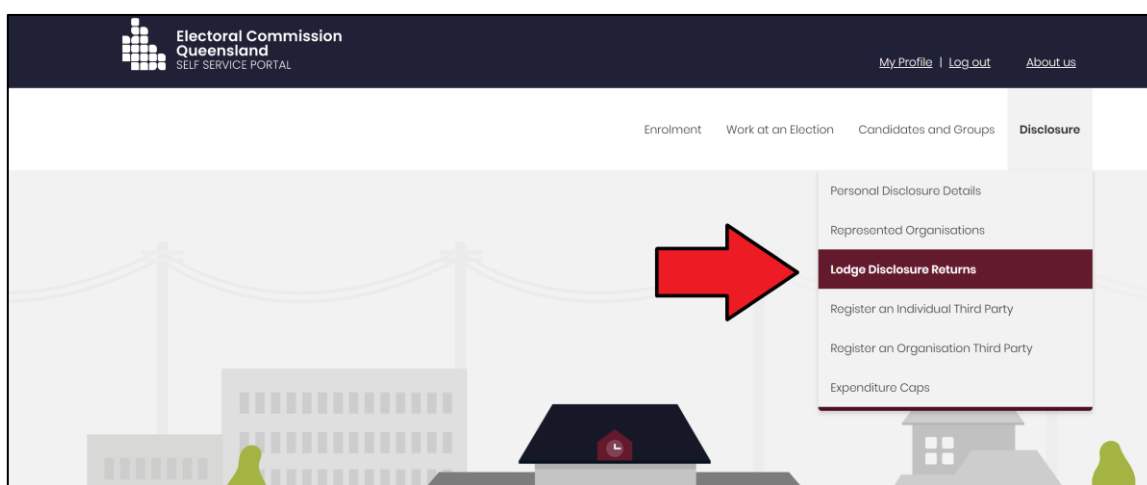 Electoral Commission
Queensland
SELF SERVICE PORTAL
My Profile | Log out About us
Enrolment Work at an Election Candidates and Groups Disclosure
Personal Disclosure Details
Represented Organisations
Lodge Disclosure Returns
Register an Individual Third Party
Register an Organisation Third Party
Expenditure Caps